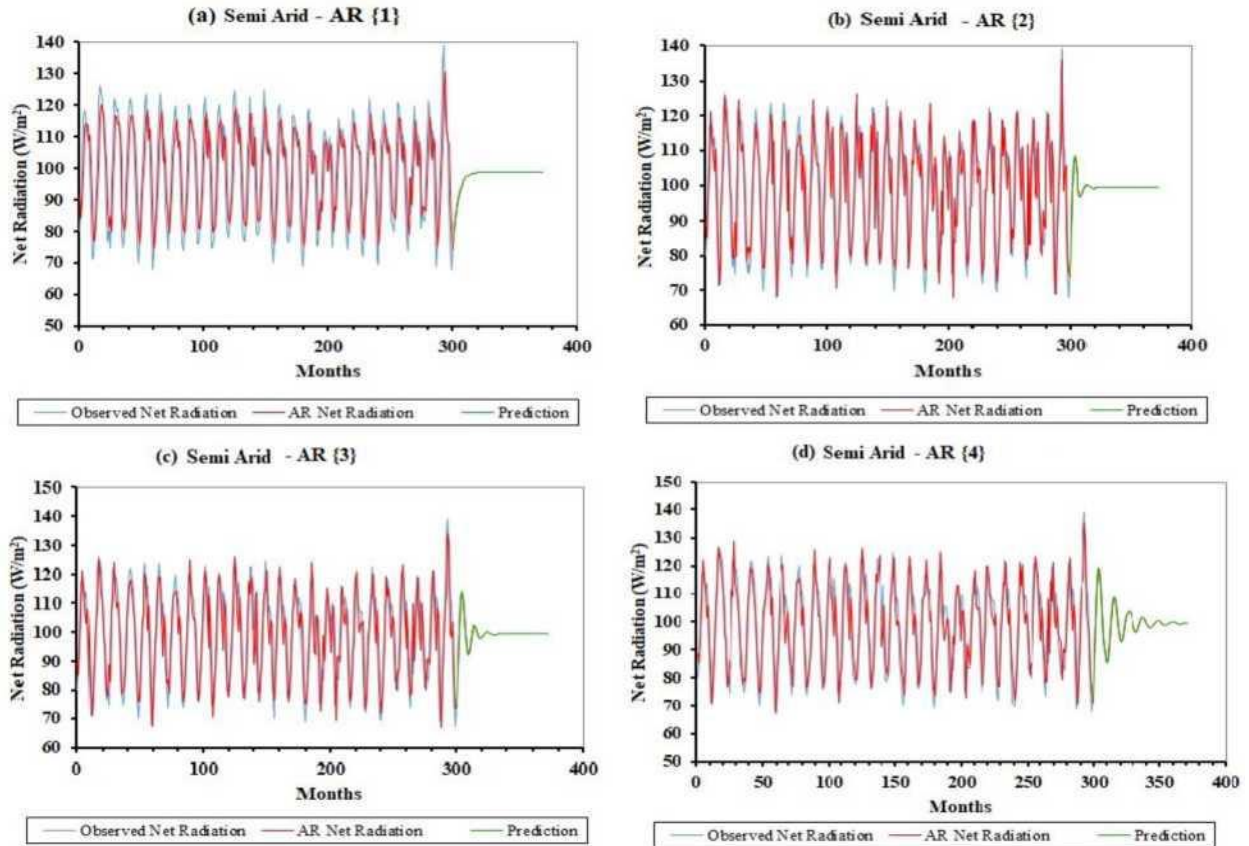 (a) Semi Arid - AR {1}
Net Radiation (W/m²)
140
130
120
110
100
90
80
70
60
50
0 100 200 300 400
Months
Observed Net Radiation AR Net Radiation Prediction
(b) Semi Arid - AR {2}
Net Radiation (W/m²)
140
130
120
110
100
90
80
70
60
0 100 200 300 400
Months
Observed Net Radiation AR Net Radiation Prediction
(c) Semi Arid - AR {3}
Net Radiation (W/m²)
150
140
130
120
110
100
90
80
70
60
0 100 200 300 400
Months
Observed Net Radiation AR Net Radiation Prediction
(d) Semi Arid - AR {4}
Net Radiation (W/m²)
150
140
130
120
110
100
90
80
70
60
50
0 50 100 150 200 250 300 350 400
Months
Observed Net Radiation AR Net Radiation Prediction